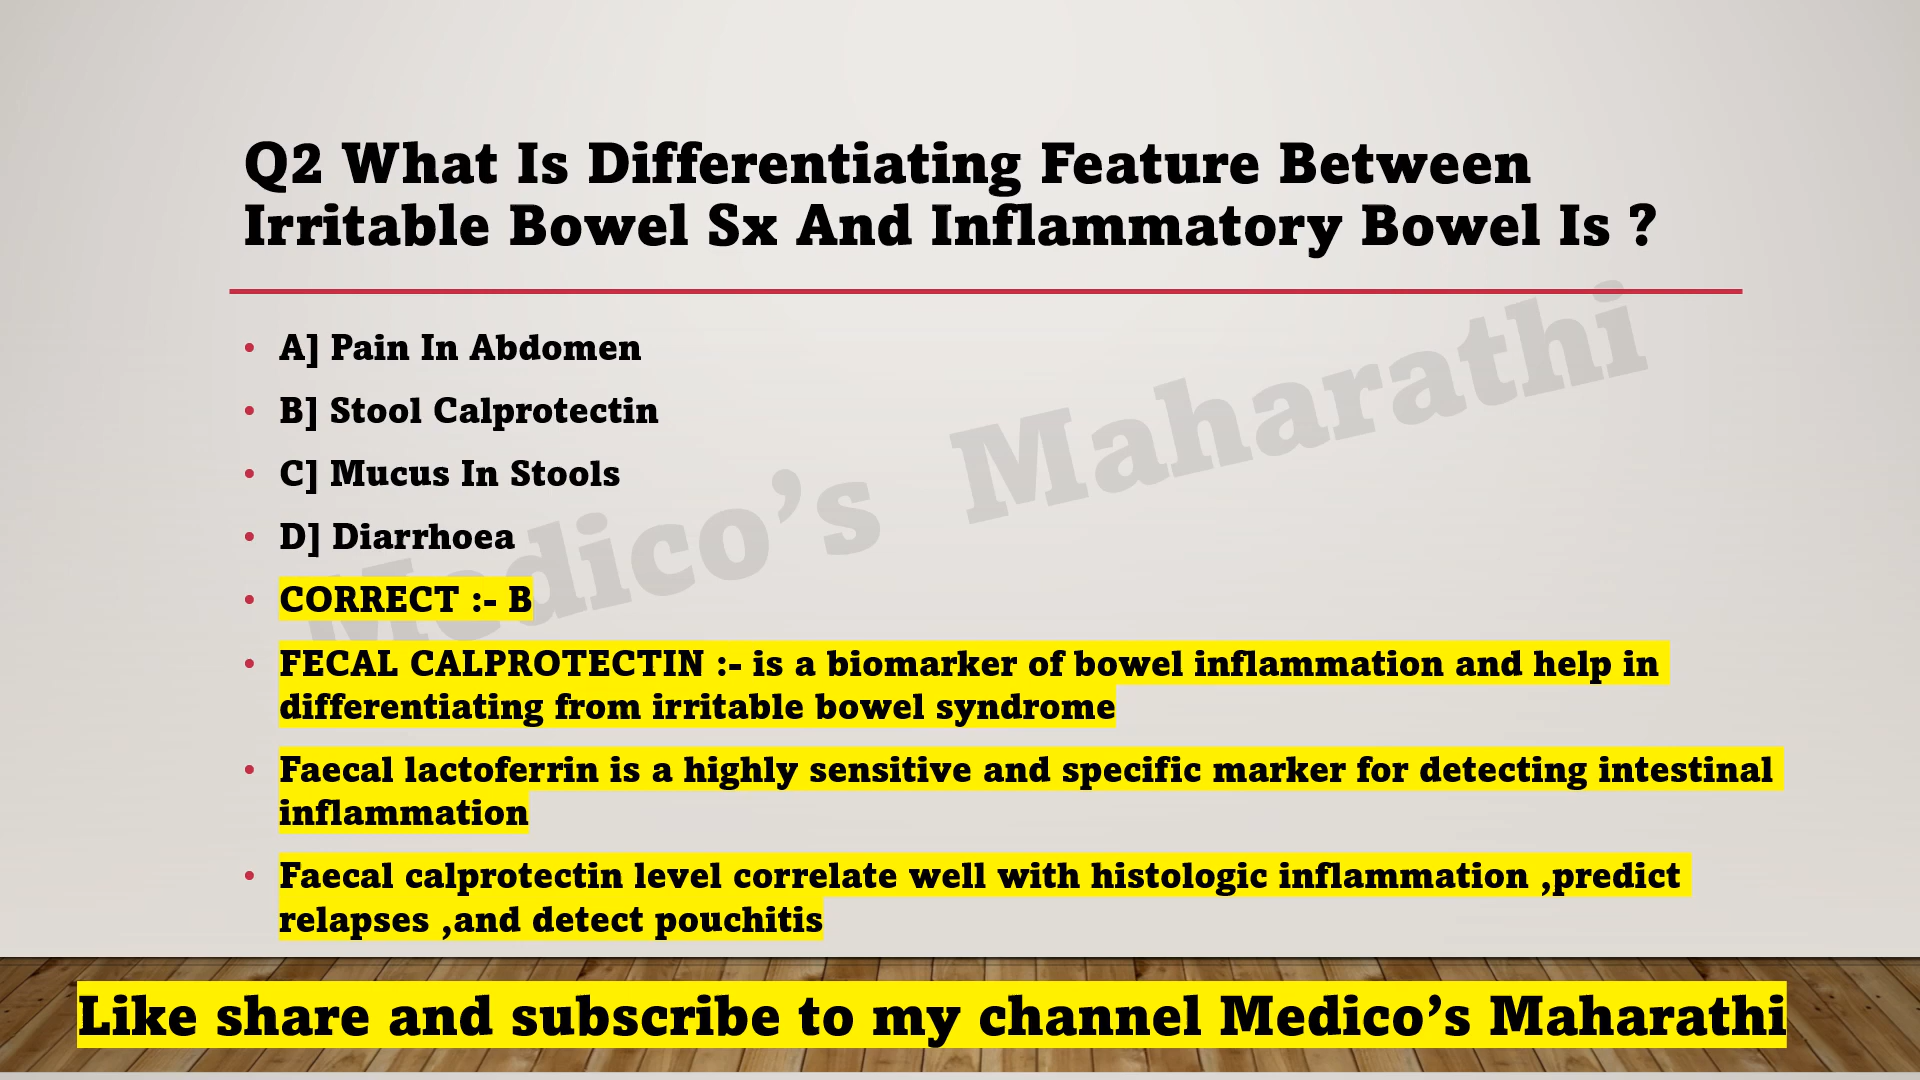 Q2 What Is Differentiating Feature Between
Irritable Bowel Sx And Inflammatory Bowel Is ?
• A] Pain In Abdomen
• B] Stool Calprotectin
• C] Mucus In Stools
• D] Diarrhoea
• CORRECT :- B
• FECAL CALPROTECTIN :- is a biomarker of bowel inflammation and help in
differentiating from irritable bowel syndrome
• Faecal lactoferrin is a highly sensitive and specific marker for detecting intestinal
inflammation
• Faecal calprotectin level correlate well with histologic inflammation ,predict
relapses ,and detect pouchitis
Medico’s Maharathi
Like share and subscribe to my channel Medico’s Maharathi